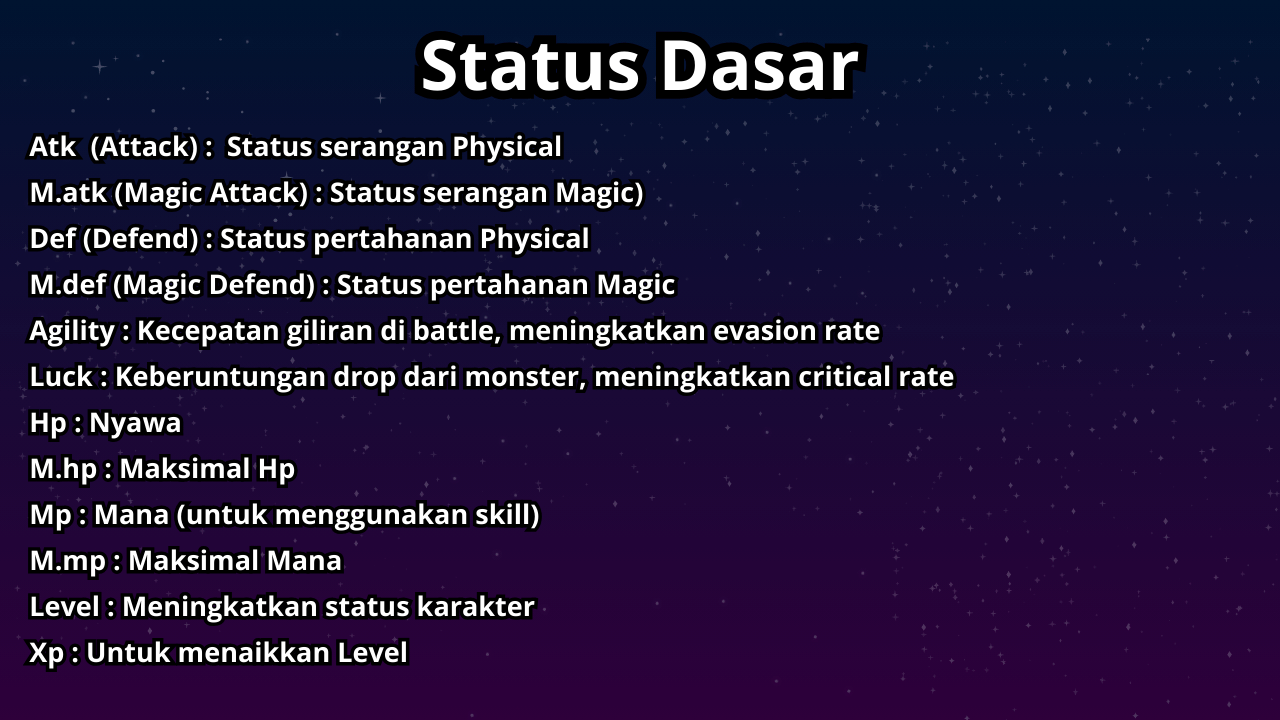 Status Dasar
Atk  (Attack) :  Status serangan Physical
M.atk (Magic Attack) : Status serangan Magic)
Def (Defend) : Status pertahanan Physical
M.def (Magic Defend) : Status pertahanan Magic
Agility : Kecepatan giliran di battle, meningkatkan evasion rate
Luck : Keberuntungan drop dari monster, meningkatkan critical rate
Hp : Nyawa
M.hp : Maksimal Hp
Mp : Mana (untuk menggunakan skill)
M.mp : Maksimal Mana
Level : Meningkatkan status karakter
Xp : Untuk menaikkan Level